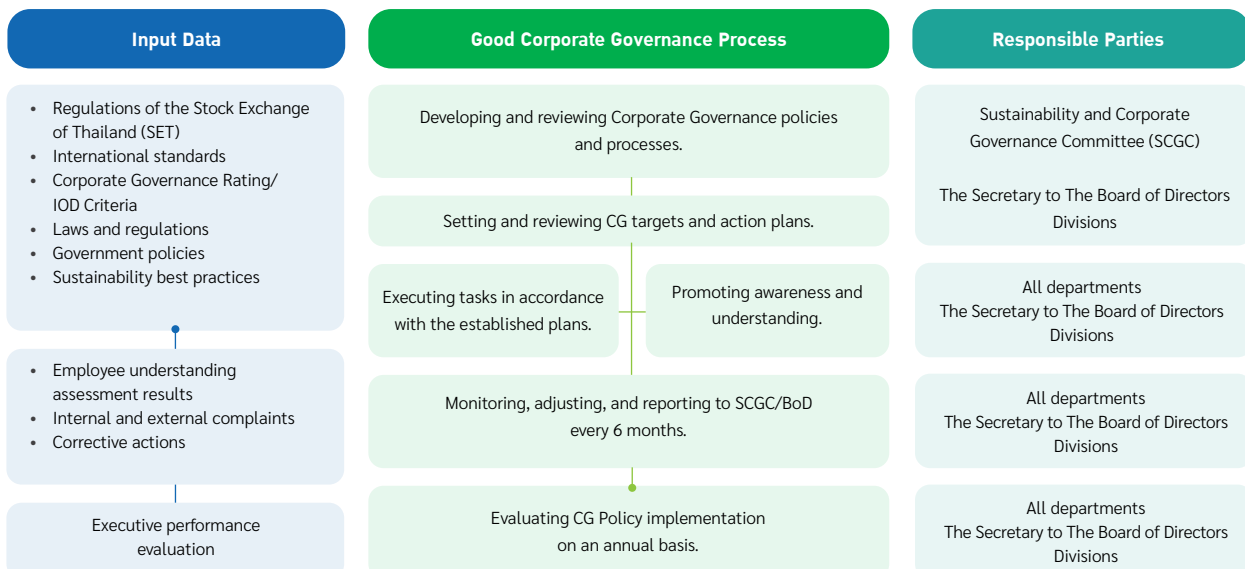 Input Data
Good Corporate Governance Process
Responsible Parties
• Regulations of the Stock Exchange
of Thailand (SET)
• International standards
• Corporate Governance Rating/
IOD Criteria
• Laws and regulations
• Government policies
• Sustainability best practices
• Employee understanding
assessment results
• Internal and external complaints
• Corrective actions
Executive performance
evaluation
Developing and reviewing Corporate Governance policies
and processes.
Setting and reviewing CG targets and action plans.
Executing tasks in accordance
with the established plans.
Promoting awareness and
understanding.
Monitoring, adjusting, and reporting to SCGC/BoD
every 6 months.
Evaluating CG Policy implementation
on an annual basis.
Sustainability and Corporate
Governance Committee (SCGC)
The Secretary to The Board of Directors
Divisions
All departments
The Secretary to The Board of Directors
Divisions
All departments
The Secretary to The Board of Directors
Divisions
All departments
The Secretary to The Board of Directors
Divisions